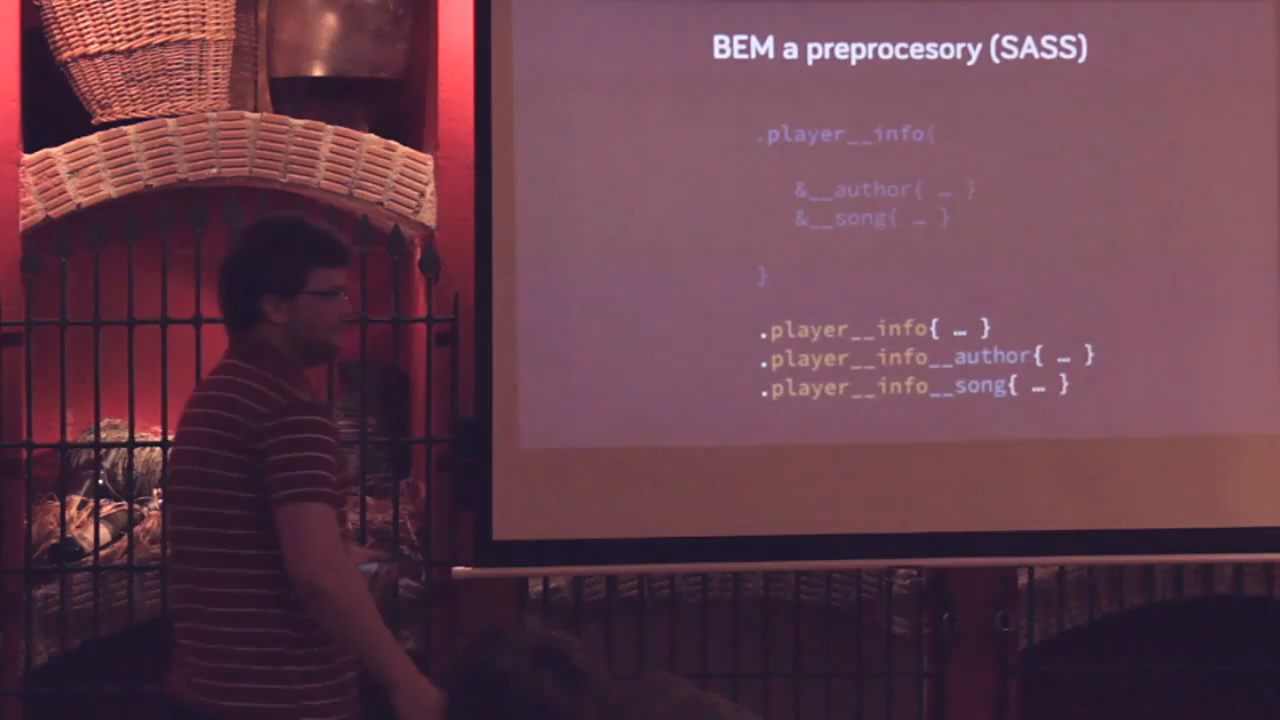 BEM a preprocesory (SASS)
.player__info{
&__author{ … }
&__song{ … }
}
.player__info{ … }
.player__info__author{ … }
.player__info__song{ … }